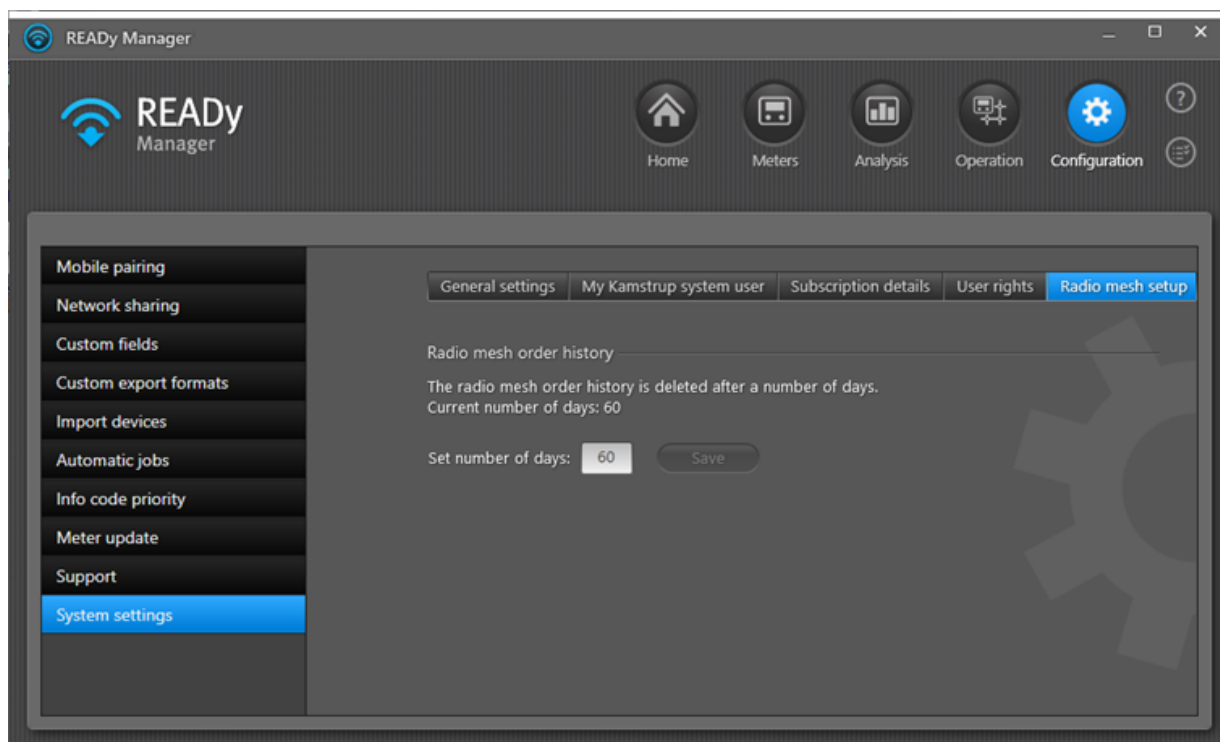 READy Manager
READy
Manager
Home
Meters
Analysis
Operation
Configuration
?
Mobile pairing
Network sharing
Custom fields
Custom export formats
Import devices
Automatic jobs
Info code priority
Meter update
Support
System settings
General settings
My Kamstrup system user
Subscription details
User rights
Radio mesh setup
Radio mesh order history
The radio mesh order history is deleted after a number of days.
Current number of days: 60
Set number of days: 60 Save